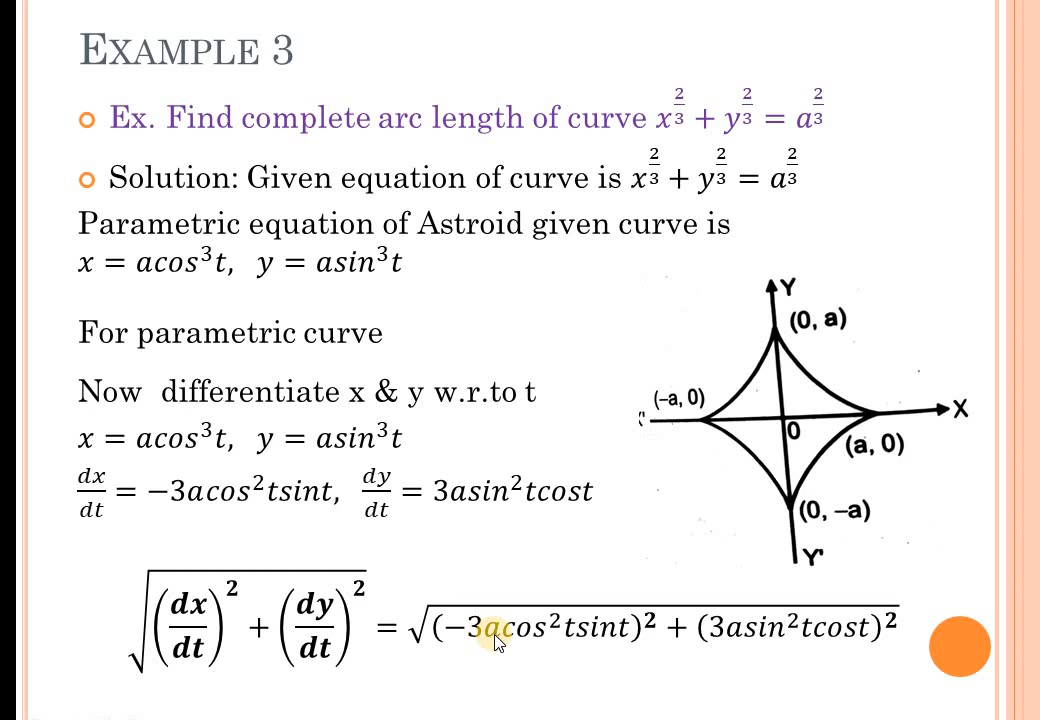 EXAMPLE 3
Ex. Find complete arc length of curve x^(2/3) + y^(2/3) = a^(2/3)
Solution: Given equation of curve is x^(2/3) + y^(2/3) = a^(2/3)
Parametric equation of Astroid given curve is
x = acos³t, y = asin³t
For parametric curve
Now differentiate x & y w.r.to t
x = acos³t, y = asin³t
dx/dt = −3acos²tsint, dy/dt = 3asin²tcost
√((dx/dt)² + (dy/dt)²) = √((−3acos²tsint)² + (3asin²tcost)²)
Y
(0, a)
(-a, 0)
X
0
(a, 0)
(0, –a)
Y'